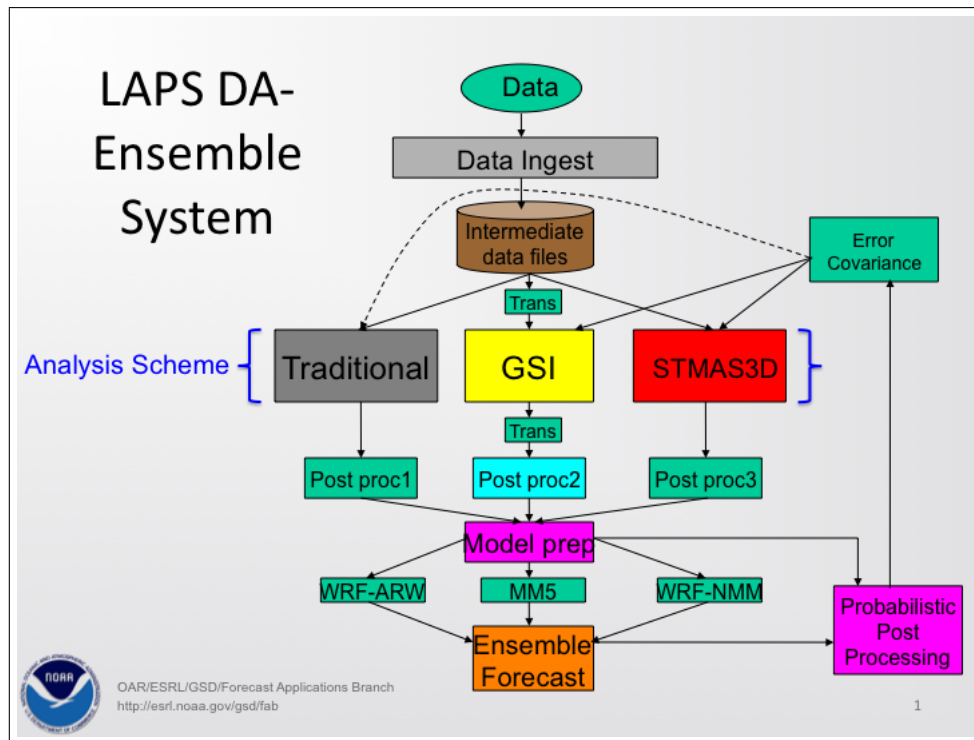 LAPS DA-
Ensemble
System
Data
Data Ingest
Intermediate
data files
Error
Covariance
Trans
Analysis Scheme
Traditional
GSI
STMAS3D
Trans
Post proc1
Post proc2
Post proc3
Model prep
WRF-ARW
MM5
WRF-NMM
Probabilistic
Post
Processing
Ensemble
Forecast
NOAA
OAR/ESRL/GSD/Forecast Applications Branch
http://esrl.noaa.gov/gsd/fab
1